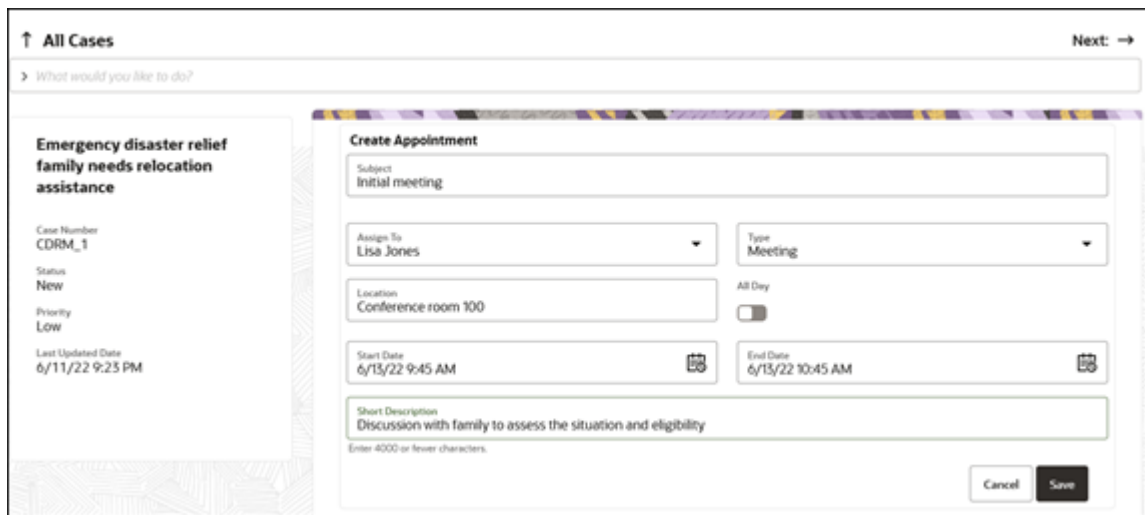 ↑ All Cases
Next: →
> What would you like to do?
Emergency disaster relief
family needs relocation
assistance
Case Number
CDRM_1
Status
New
Priority
Low
Last Updated Date
6/11/22 9:23 PM
Create Appointment
Subject
Initial meeting
Assign To
Lisa Jones
Type
Meeting
Location
Conference room 100
All Day
Start Date
6/13/22 9:45 AM
End Date
6/13/22 10:45 AM
Short Description
Discussion with family to assess the situation and eligibility
Enter 4000 or fewer characters.
Cancel
Save